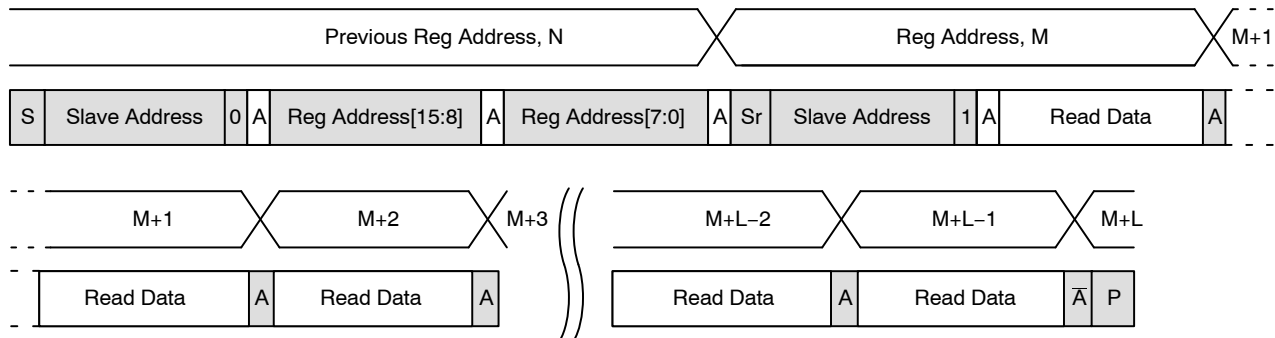 Previous Reg Address, N Reg Address, M M+1
S Slave Address 0 A Reg Address[15:8] A Reg Address[7:0] A Sr Slave Address 1 A Read Data A
M+1 M+2 M+3 M+L−2 M+L−1 M+L
Read Data A Read Data A Read Data A Read Data A̅ P